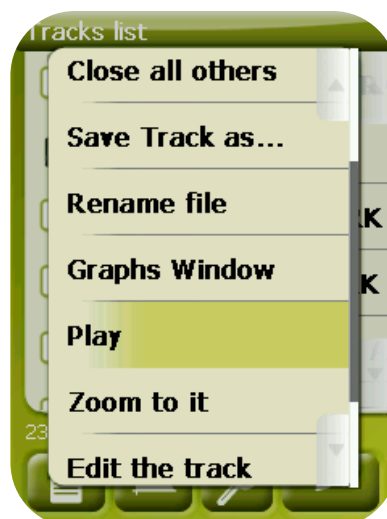 Tracks list
Close all others
Save Track as...
Rename file
RK
Graphs Window
K
Play
Zoom to it
23
Edit the track